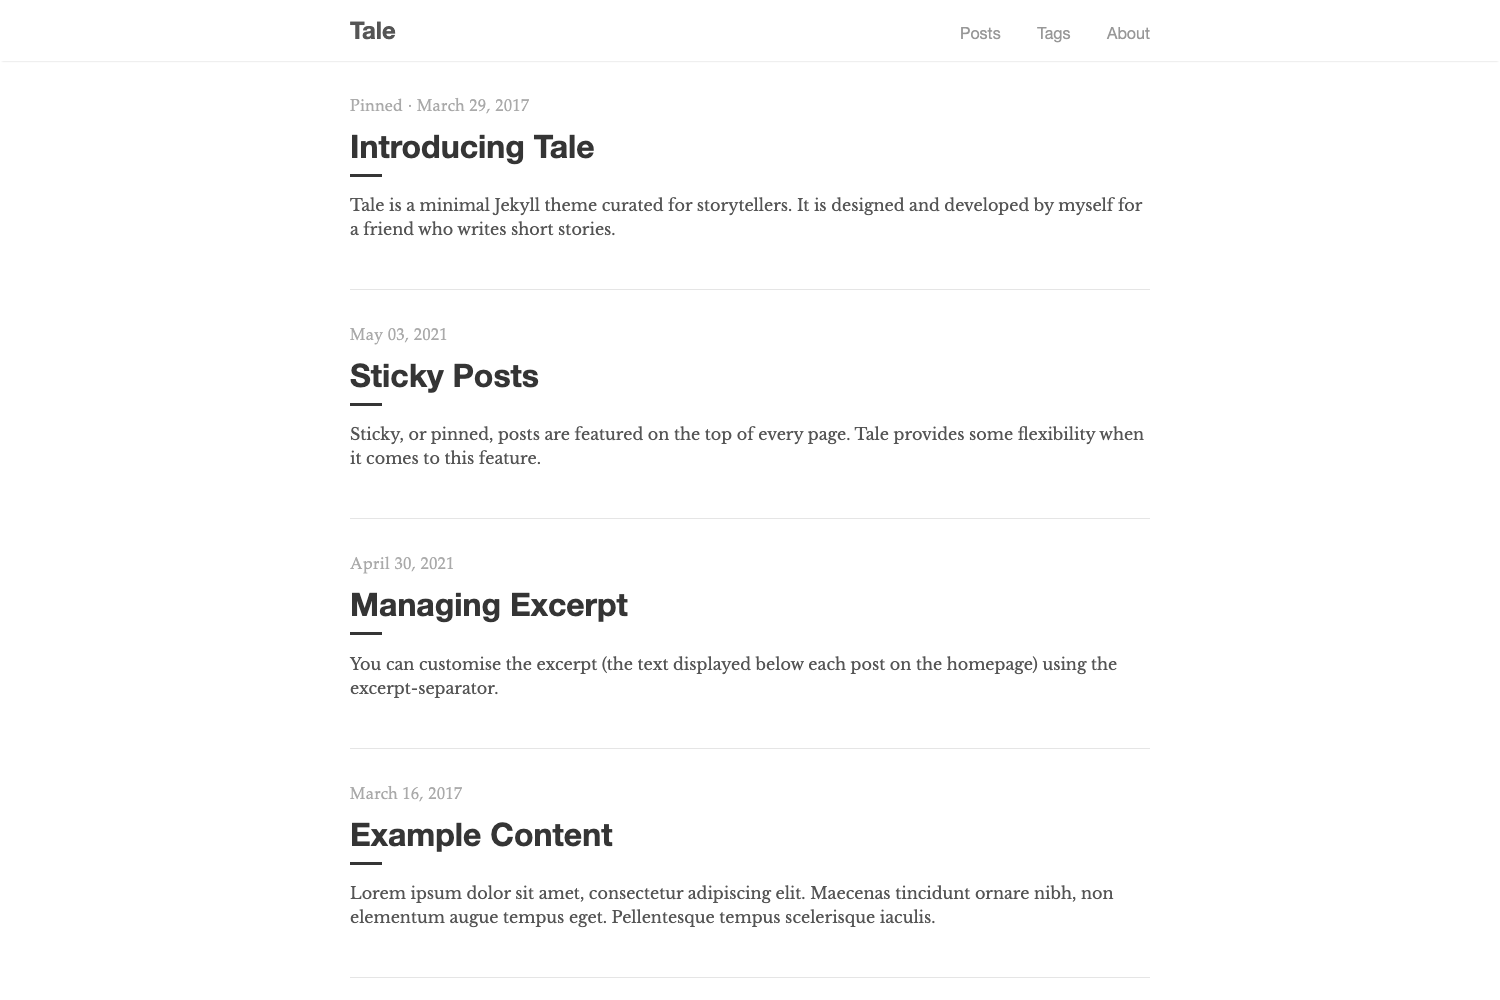 Tale
Posts
Tags
About
Pinned · March 29, 2017
Introducing Tale
Tale is a minimal Jekyll theme curated for storytellers. It is designed and developed by myself for
a friend who writes short stories.
May 03, 2021
Sticky Posts
Sticky, or pinned, posts are featured on the top of every page. Tale provides some flexibility when
it comes to this feature.
April 30, 2021
Managing Excerpt
You can customise the excerpt (the text displayed below each post on the homepage) using the
excerpt-separator.
March 16, 2017
Example Content
Lorem ipsum dolor sit amet, consectetur adipiscing elit. Maecenas tincidunt ornare nibh, non
elementum augue tempus eget. Pellentesque tempus scelerisque iaculis.